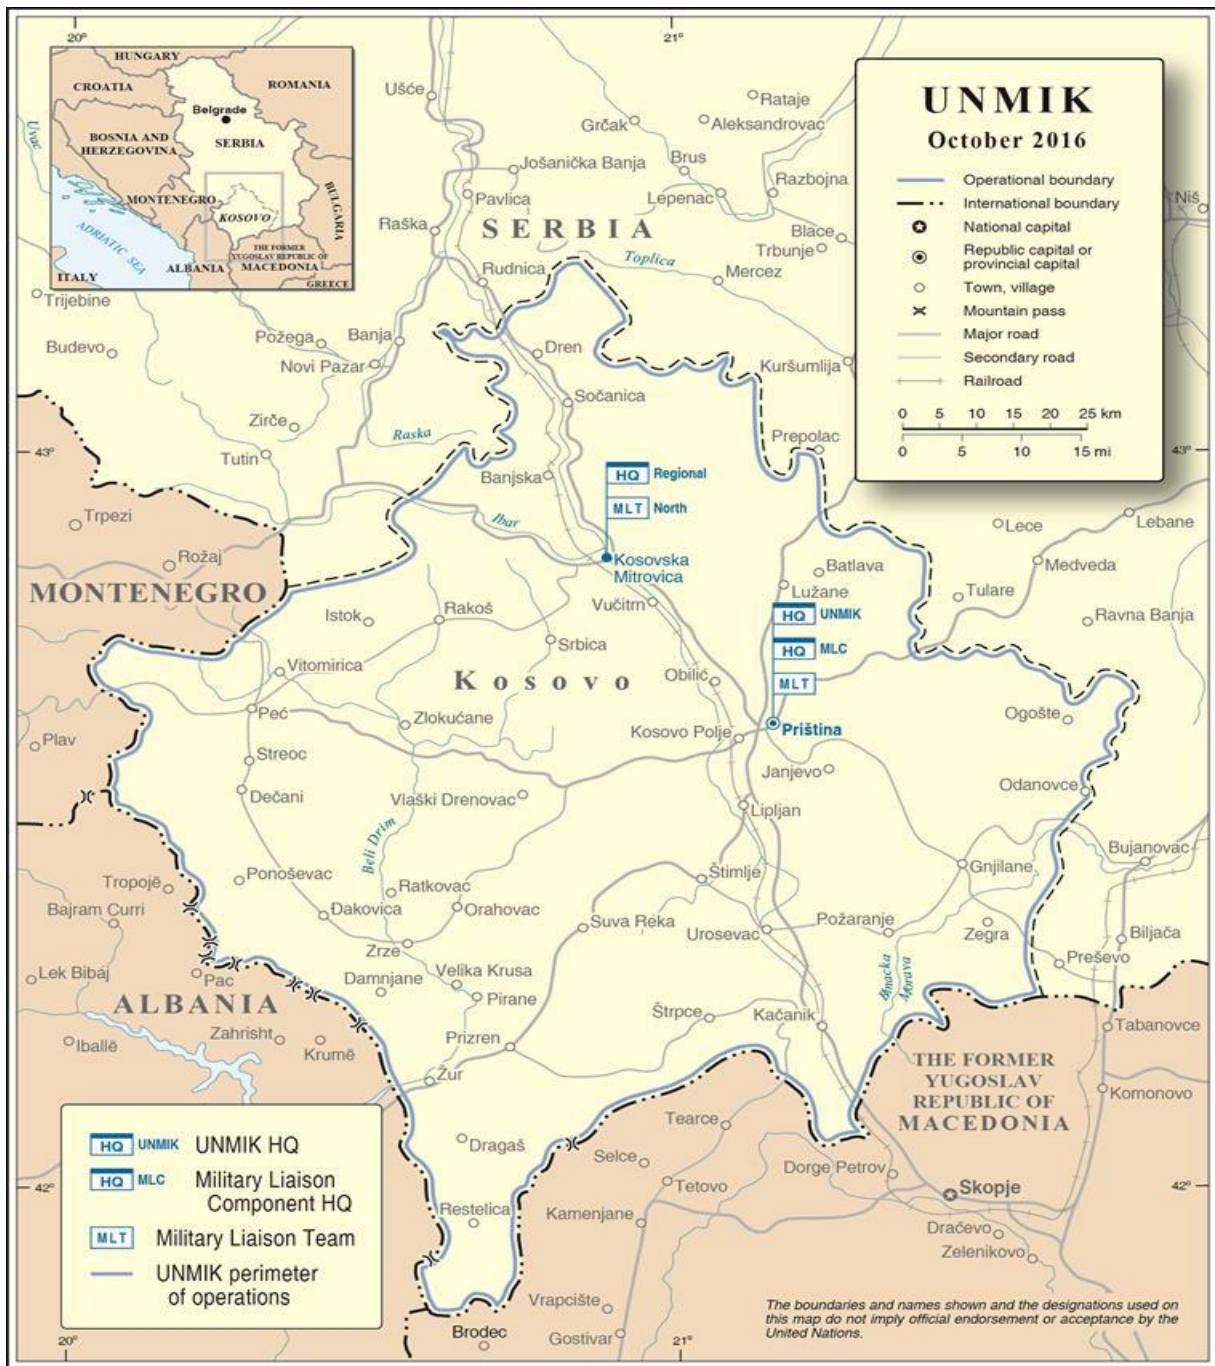 20°
21°
HUNGARY
CROATIA
ROMANIA
Belgrade
BOSNIA AND
HERZEGOVINA
SERBIA
MONTENEGRO
KOSOVO
BULGARIA
ADRIATIC SEA
THE FORMER
YUGOSLAV REPUBLIC OF
ALBANIA
MACEDONIA
ITALY
GREECE
UNMIK
October 2016
Operational boundary
International boundary
National capital
Republic capital or
provincial capital
Town, village
Mountain pass
Major road
Secondary road
Railroad
0 5 10 15 20 25 km
0 5 10 15 mi
Uvac
Ušće
Rataje
Grčak
Aleksandrovac
Jošanička Banja
Brus
Pavlica
Lepenac
Razbojna
Niš
Raška
SERBIA
Blace
Trbunje
Toplica
Rudnica
Mercez
Trijebine
Požega
Banja
Budevo
Novi Pazar
Dren
Kuršumlija
Sočanica
Zirče
Raska
Prepolac
43°
43°
Tutin
Banjska
HQ Regional
MLT North
Ibar
Trpezi
Lece
Lebane
Rožaj
Kosovska
Mitrovica
Batlava
Medveda
MONTENEGRO
Lužane
Vučitrn
Tulare
Istok
Rakoš
HQ UNMIK
Ravna Banja
Srbica
HQ MLC
Vitomirica
Kosovo
Obilić
MLT
Peć
Zlokućane
Ogošte
Plav
Kosovo Polje
Priština
Streoc
Janjevo
Dečani
Vlaški Drenovac
Odanovce
Lipljan
Beli Drim
Bujanovac
Gnjilane
Tropojë
Ponoševac
Štimlje
Ratkovac
Bajram Curri
Đakovica
Orahovac
Suva Reka
Požaranje
Urosevac
Zegra
Biljača
Zrze
Preševo
Lek Bibaj
Pac
Damnjane
Velika Krusa
Binacka
Morava
Pirane
ALBANIA
Štrpce
Kačanik
Tabanovce
Zahrisht
Iballë
Krumë
Prizren
THE FORMER
YUGOSLAV
REPUBLIC OF
MACEDONIA
Žur
Komonovo
Tearce
Dragaš
Selce
Dorge Petrov
42°
Tetovo
Skopje
42°
Restelica
Kamenjane
Dračevo
Zelenikovo
Vrapcište
Brodec
Gostivar
HQ UNMIK UNMIK HQ
HQ MLC Military Liaison
Component HQ
MLT Military Liaison Team
UNMIK perimeter
of operations
The boundaries and names shown and the designations used on
this map do not imply official endorsement or acceptance by the
United Nations.
20°
21°